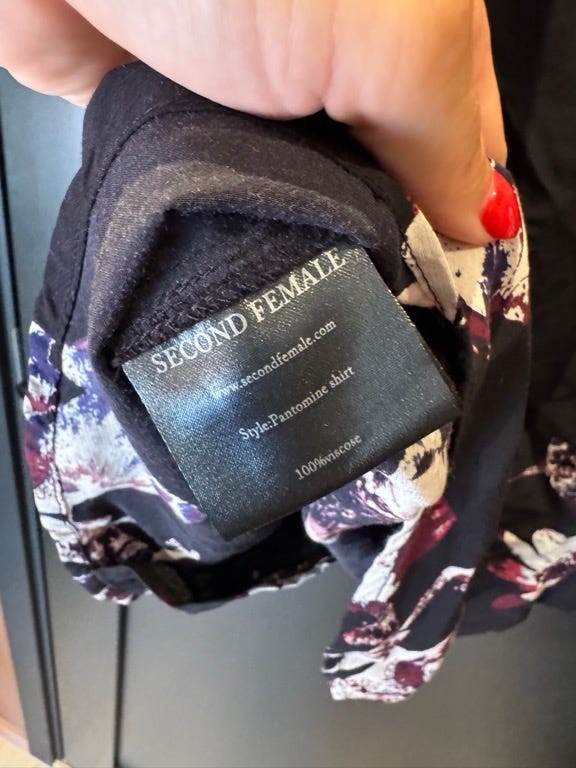 SECOND FEMALE
www.secondfemale.com
Style:Pantomine shirt
100%viscose